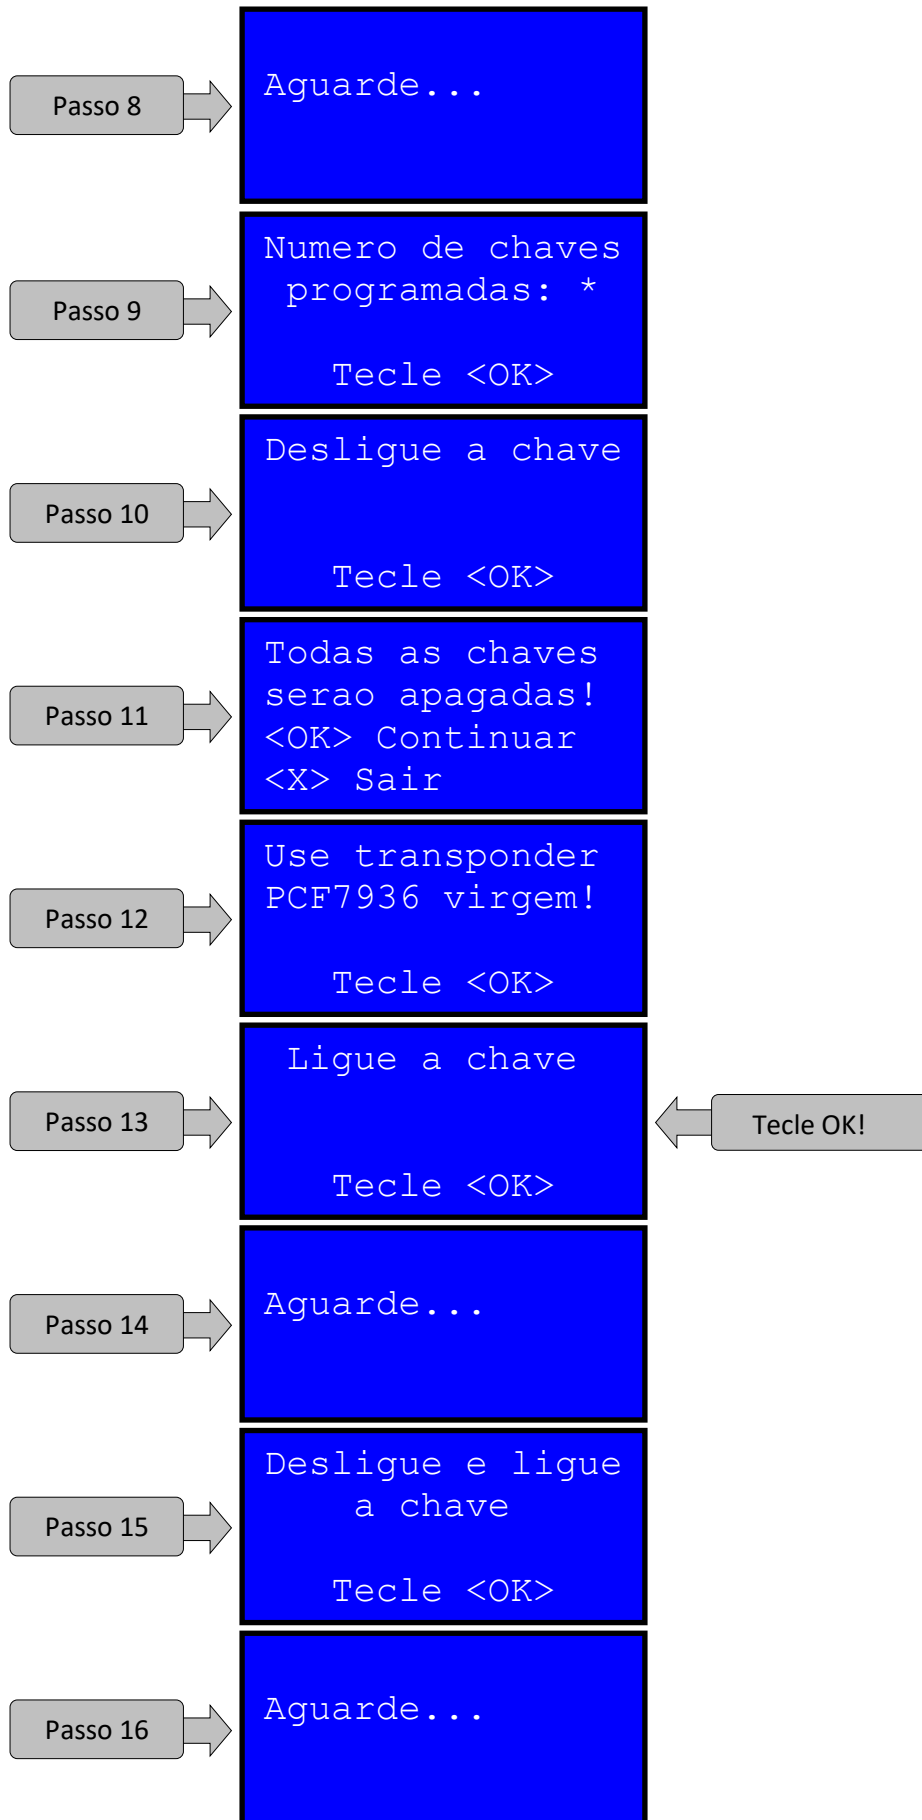 Passo 8
Aguarde...
Passo 9
Numero de chaves
programadas: *
Tecle <OK>
Passo 10
Desligue a chave
Tecle <OK>
Passo 11
Todas as chaves
serao apagadas!
<OK> Continuar
<X> Sair
Passo 12
Use transponder
PCF7936 virgem!
Tecle <OK>
Passo 13
Ligue a chave
Tecle <OK>
Tecle OK!
Passo 14
Aguarde...
Passo 15
Desligue e ligue
a chave
Tecle <OK>
Passo 16
Aguarde...